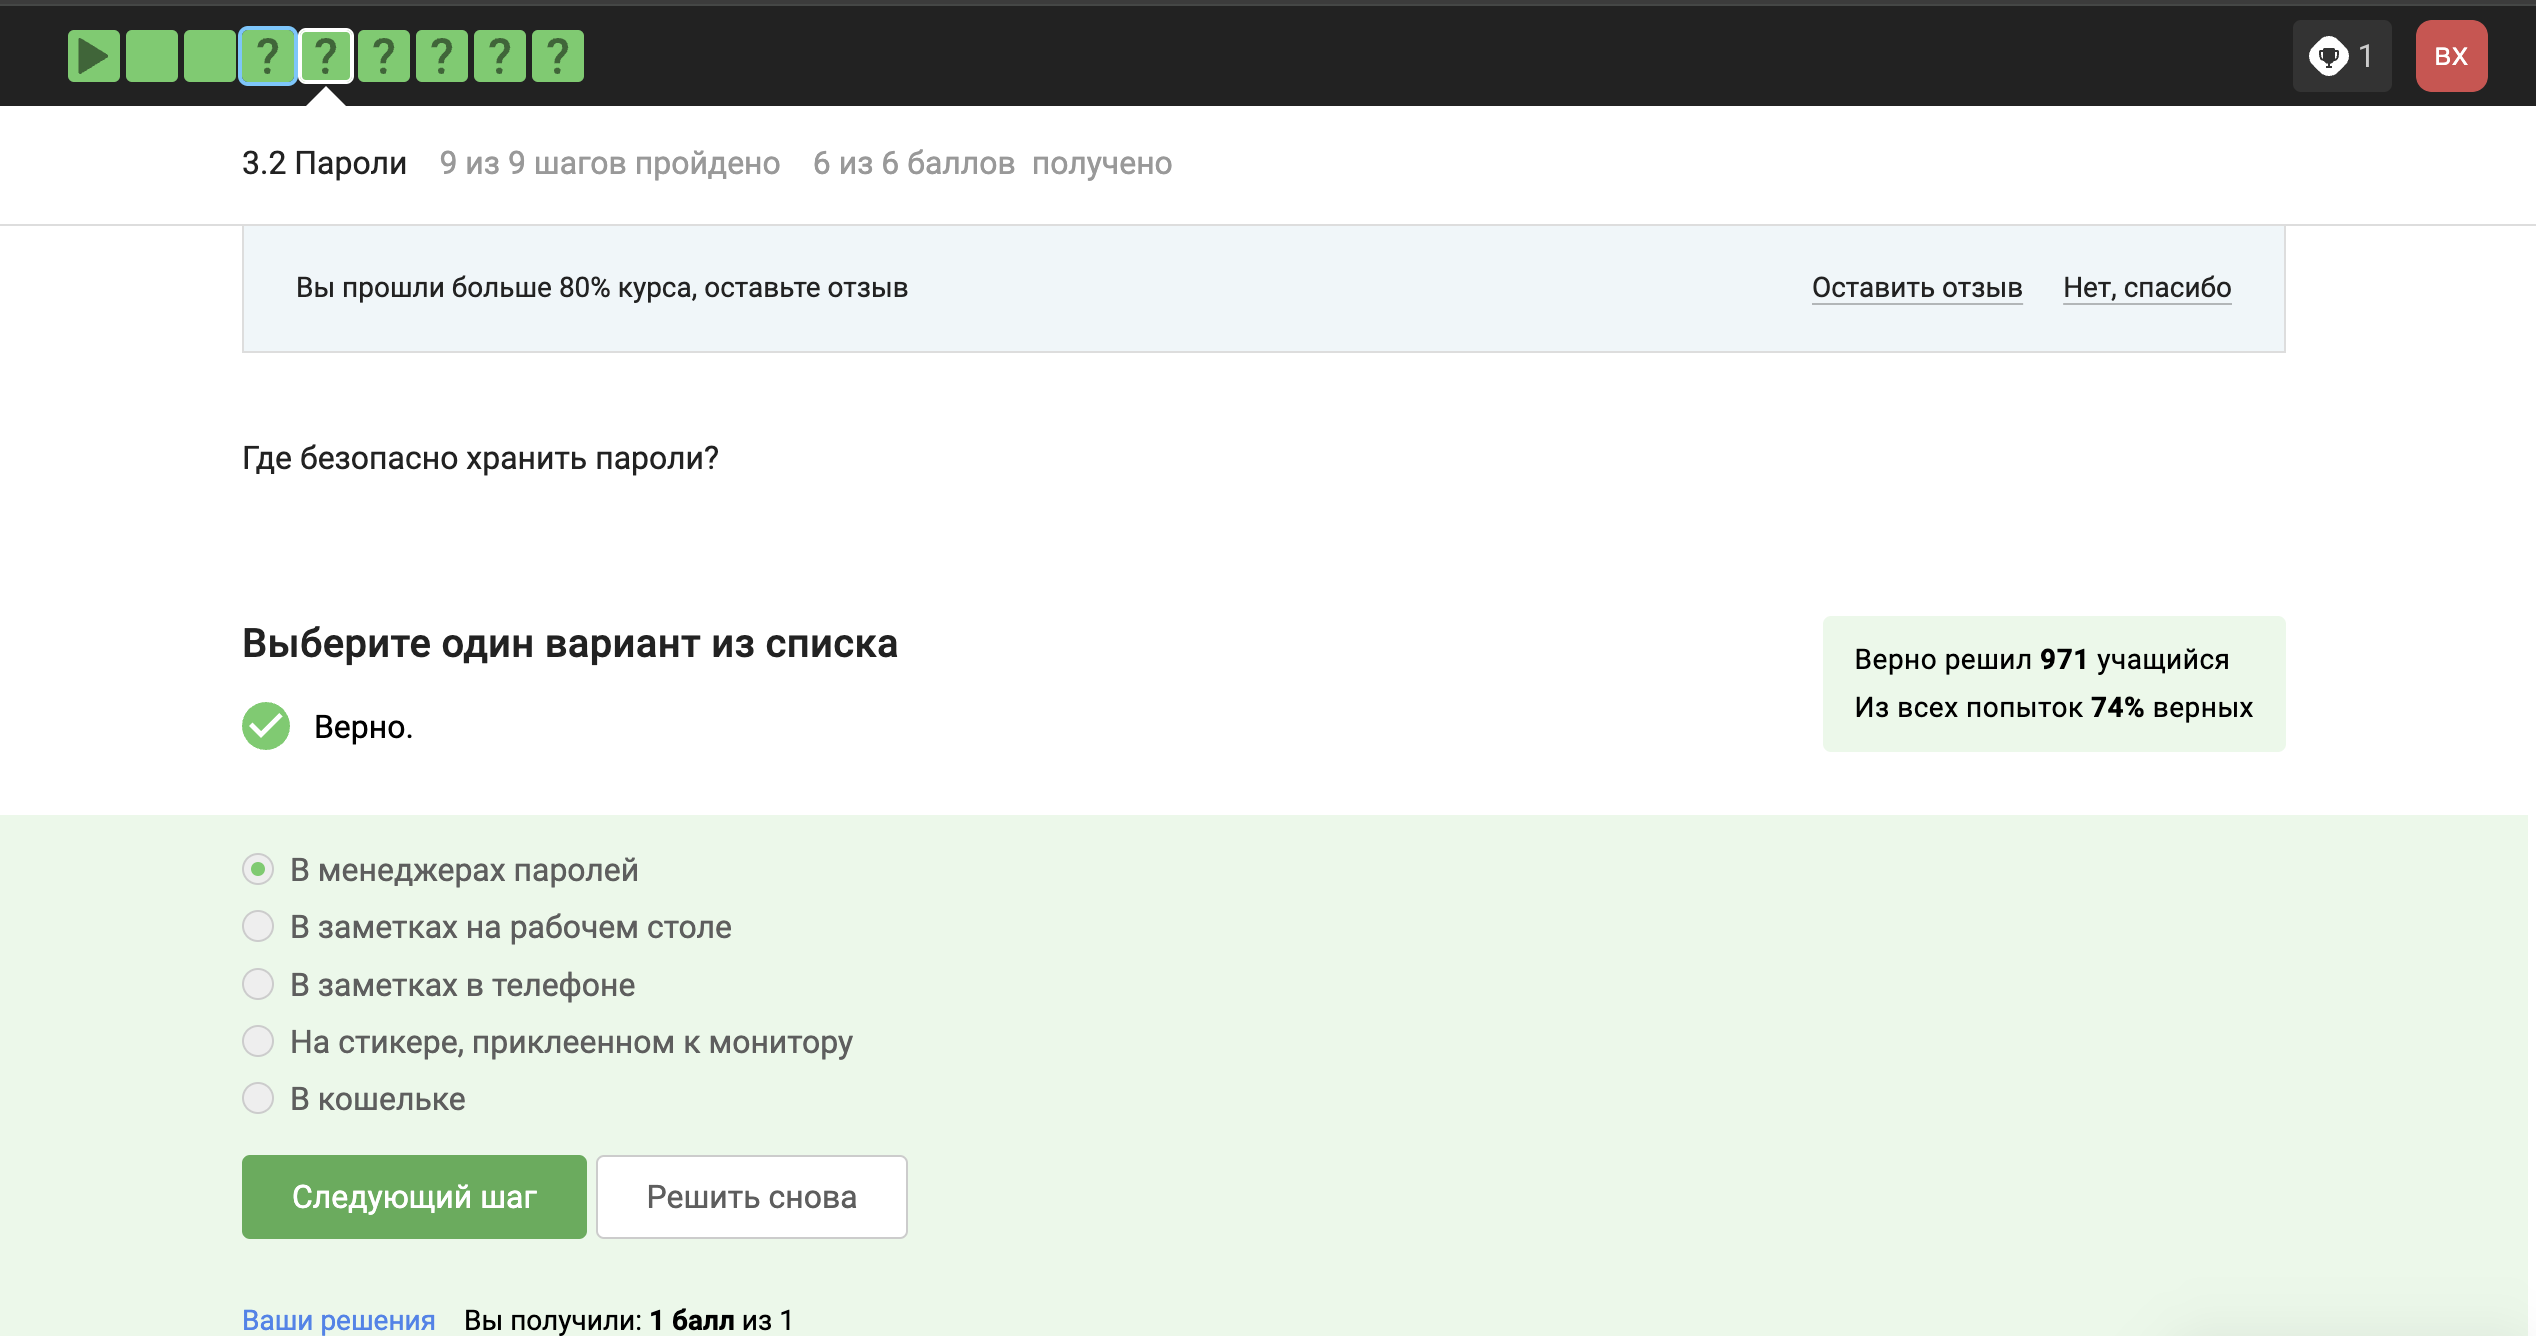 ? ? ? ? ? ?
1
ВХ
3.2 Пароли 9 из 9 шагов пройдено 6 из 6 баллов получено
Вы прошли больше 80% курса, оставьте отзыв Оставить отзыв Нет, спасибо
Где безопасно хранить пароли?
Выберите один вариант из списка
Верно.
Верно решил 971 учащийся
Из всех попыток 74% верных
В менеджерах паролей
В заметках на рабочем столе
В заметках в телефоне
На стикере, приклеенном к монитору
В кошельке
Следующий шаг Решить снова
Ваши решения Вы получили: 1 балл из 1